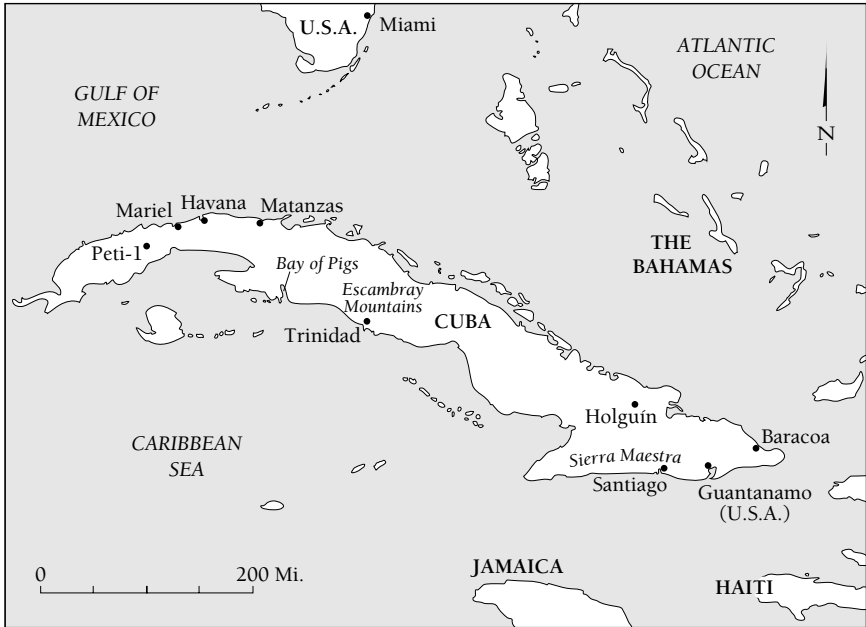 U.S.A.
Miami
ATLANTIC
OCEAN
GULF OF
MEXICO
N
Mariel
Havana
Matanzas
Peti-1
Bay of Pigs
THE
BAHAMAS
Escambray
Mountains
CUBA
Trinidad
Holguín
Baracoa
CARIBBEAN
SEA
Sierra Maestra
Santiago
Guantanamo
(U.S.A.)
JAMAICA
HAITI
0
200 Mi.